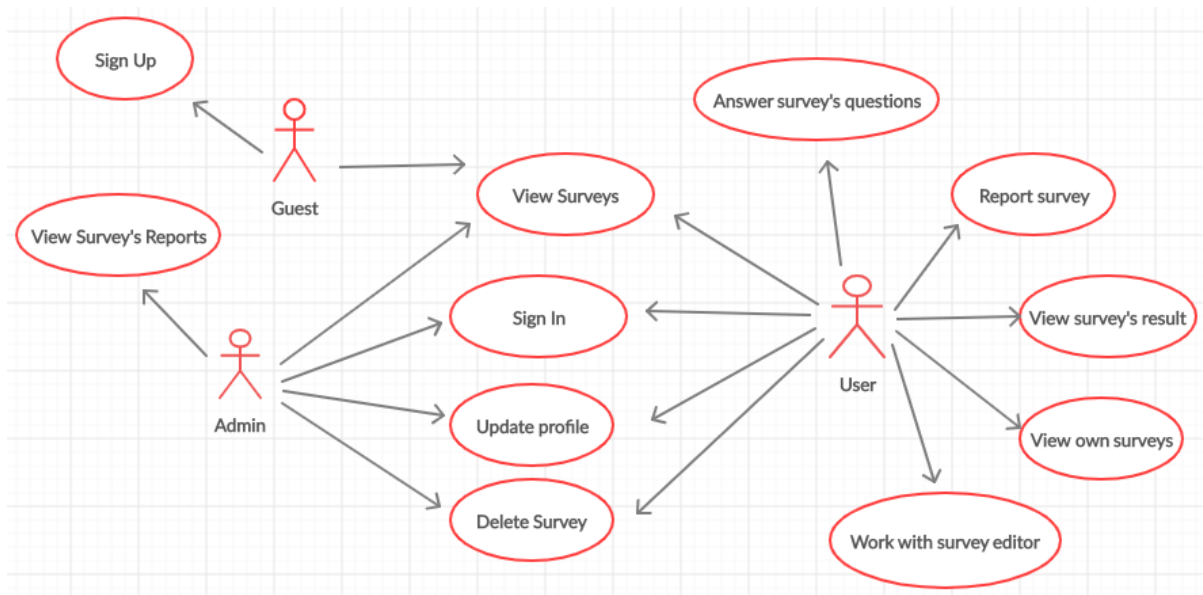 Sign Up
Answer survey's questions
View Surveys
Report survey
Guest
View Survey's Reports
Sign In
View survey's result
User
Admin
Update profile
View own surveys
Delete Survey
Work with survey editor